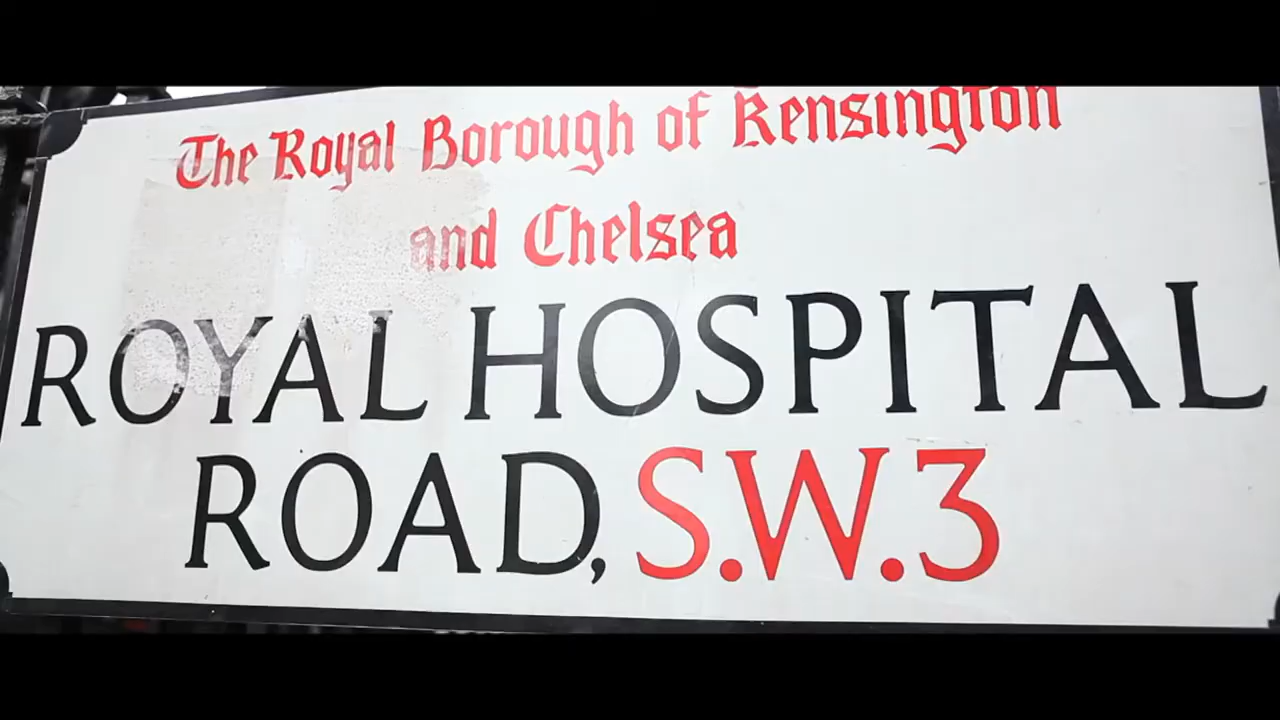 The Royal Borough of Kensington
and Chelsea
ROYAL HOSPITAL
ROAD, S.W.3